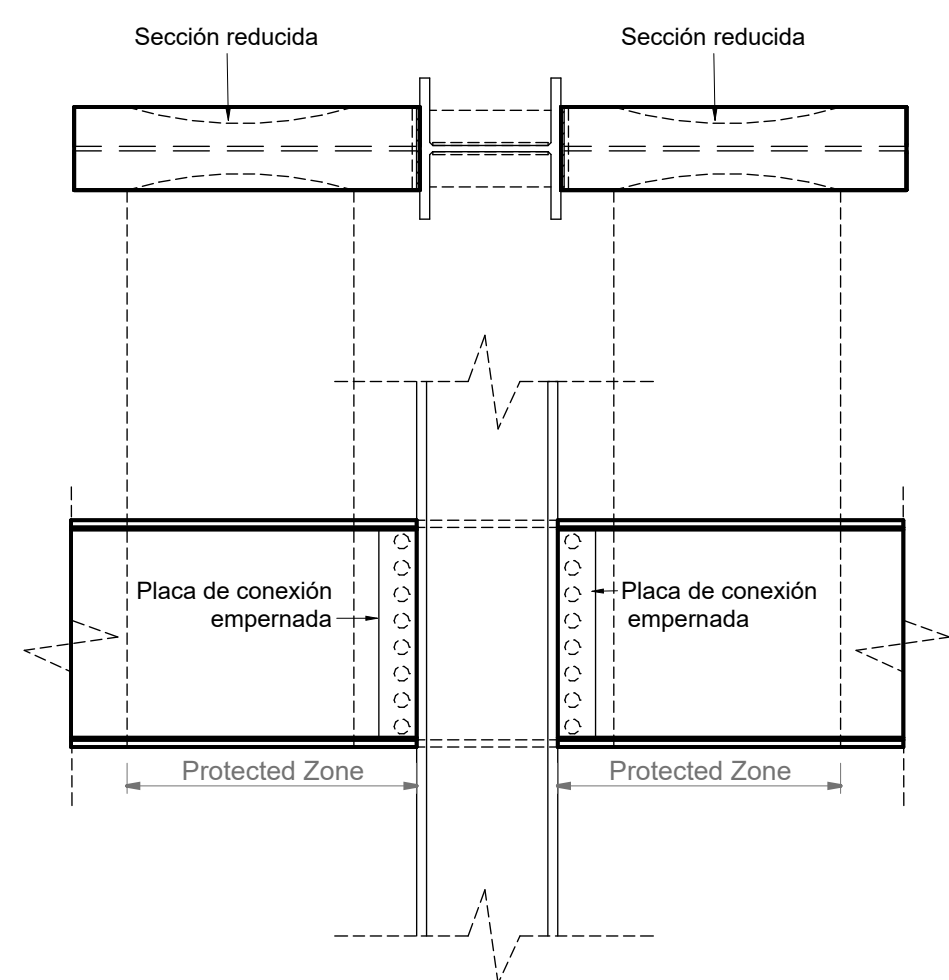 Sección reducida
Sección reducida
Placa de conexión
empernada
Placa de conexión
empernada
Protected Zone
Protected Zone